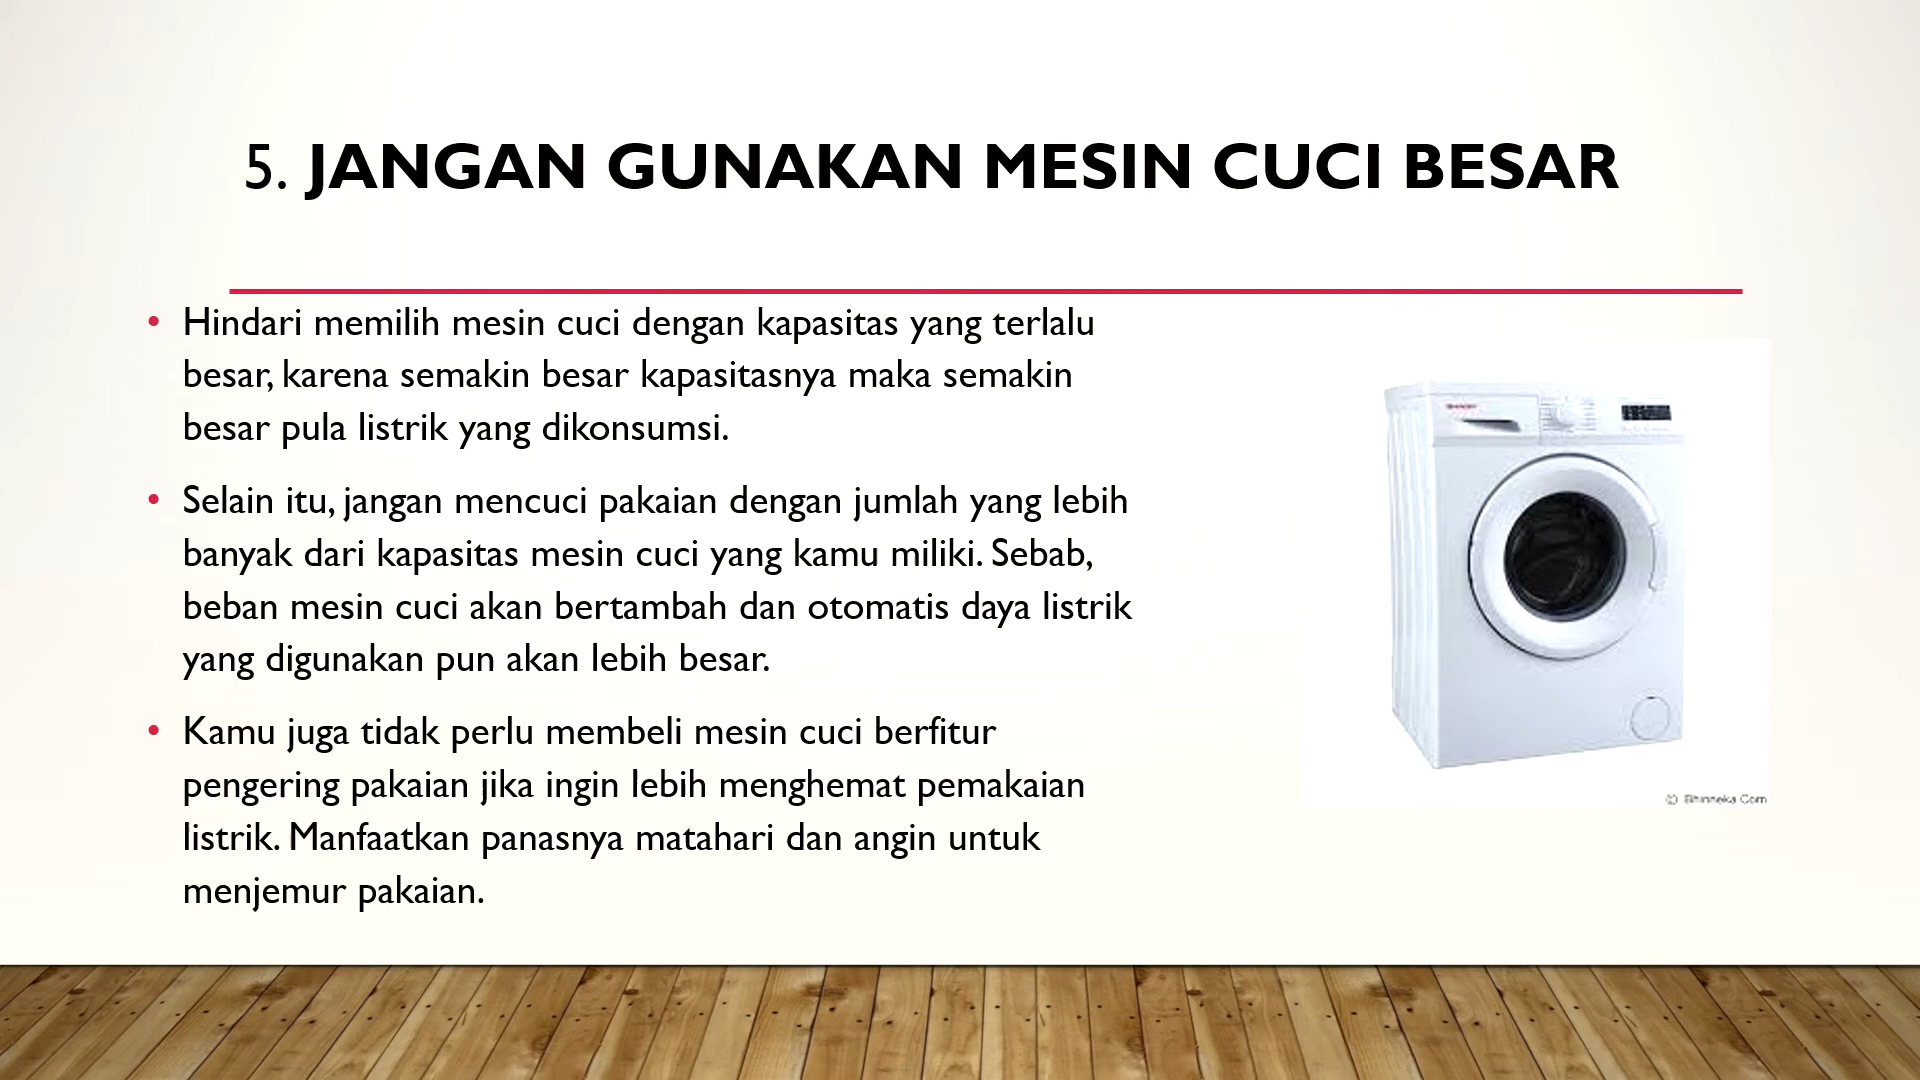 5. JANGAN GUNAKAN MESIN CUCI BESAR
• Hindari memilih mesin cuci dengan kapasitas yang terlalu
besar, karena semakin besar kapasitasnya maka semakin
besar pula listrik yang dikonsumsi.
• Selain itu, jangan mencuci pakaian dengan jumlah yang lebih
banyak dari kapasitas mesin cuci yang kamu miliki. Sebab,
beban mesin cuci akan bertambah dan otomatis daya listrik
yang digunakan pun akan lebih besar.
• Kamu juga tidak perlu membeli mesin cuci berfitur
pengering pakaian jika ingin lebih menghemat pemakaian
listrik. Manfaatkan panasnya matahari dan angin untuk
menjemur pakaian.
© Bhinneka Com